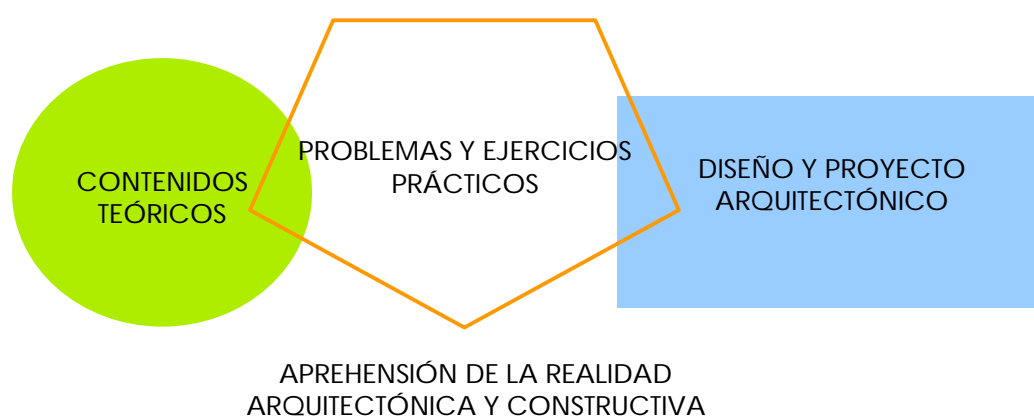 CONTENIDOS
TEÓRICOS
PROBLEMAS Y EJERCICIOS
PRÁCTICOS
DISEÑO Y PROYECTO
ARQUITECTÓNICO
APREHENSIÓN DE LA REALIDAD
ARQUITECTÓNICA Y CONSTRUCTIVA